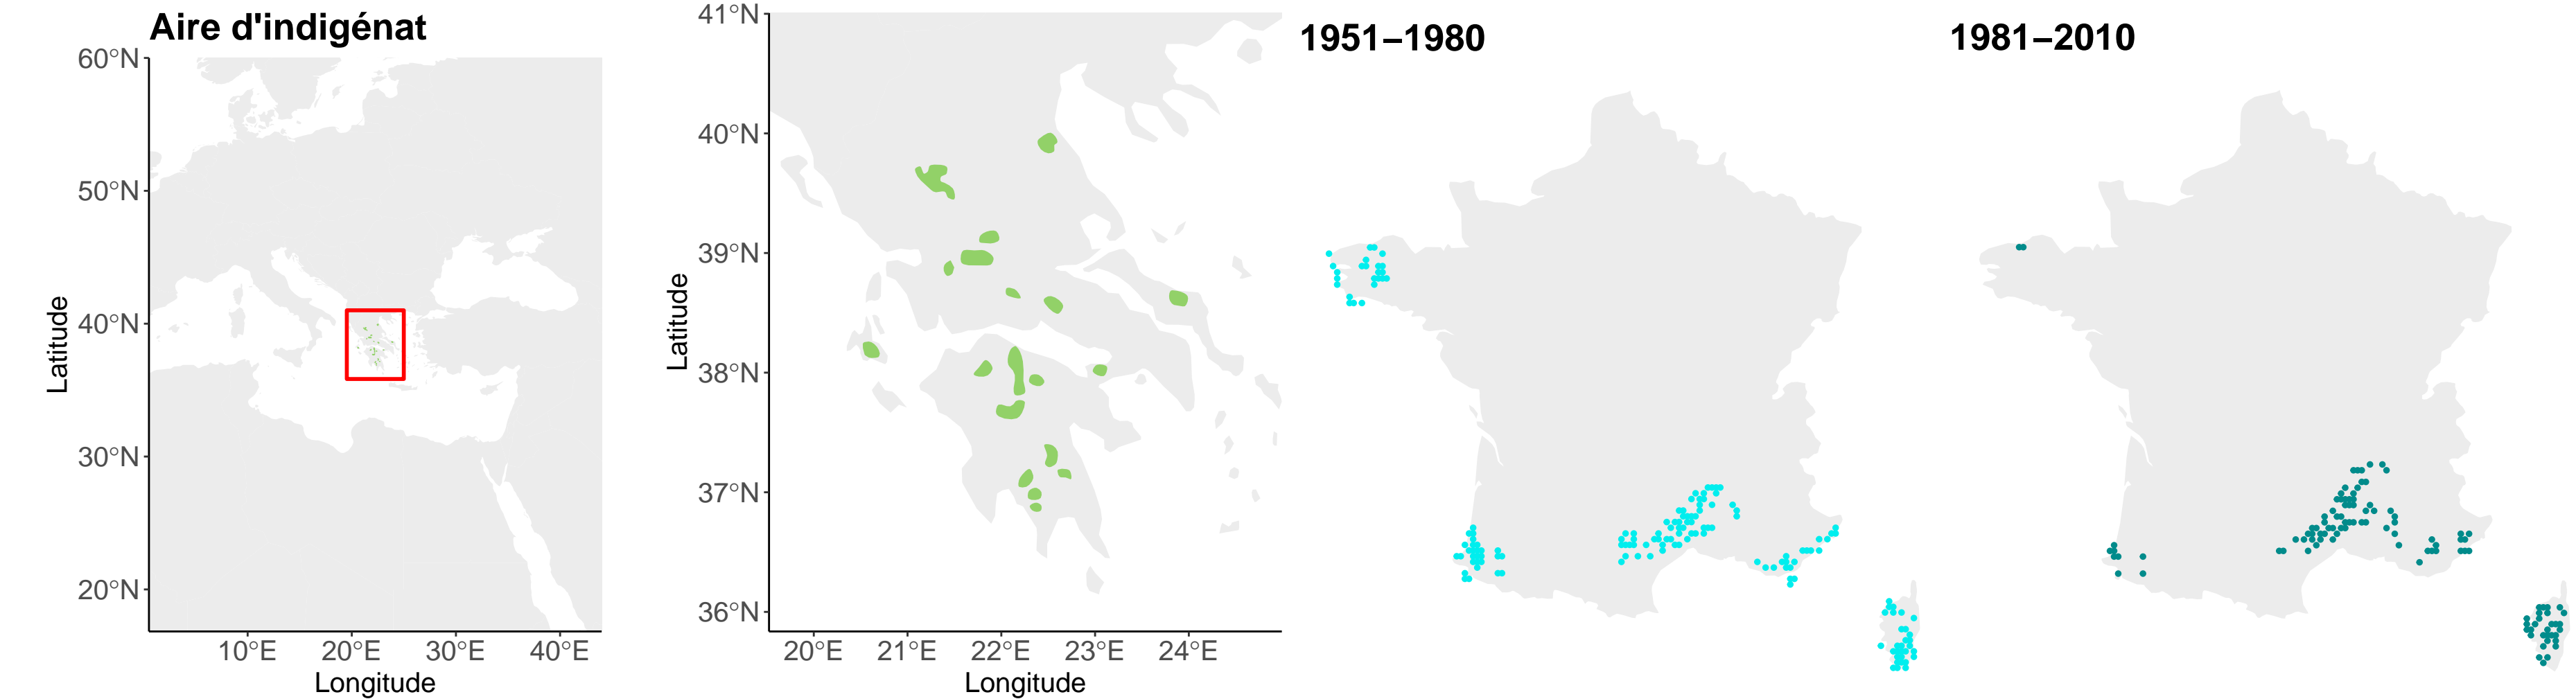 Aire d'indigénat
60°N
50°N
40°N
30°N
20°N
Latitude
10°E
20°E
30°E
40°E
Longitude
41°N
40°N
39°N
38°N
37°N
36°N
Latitude
20°E
21°E
22°E
23°E
24°E
Longitude
1951–1980
1981–2010